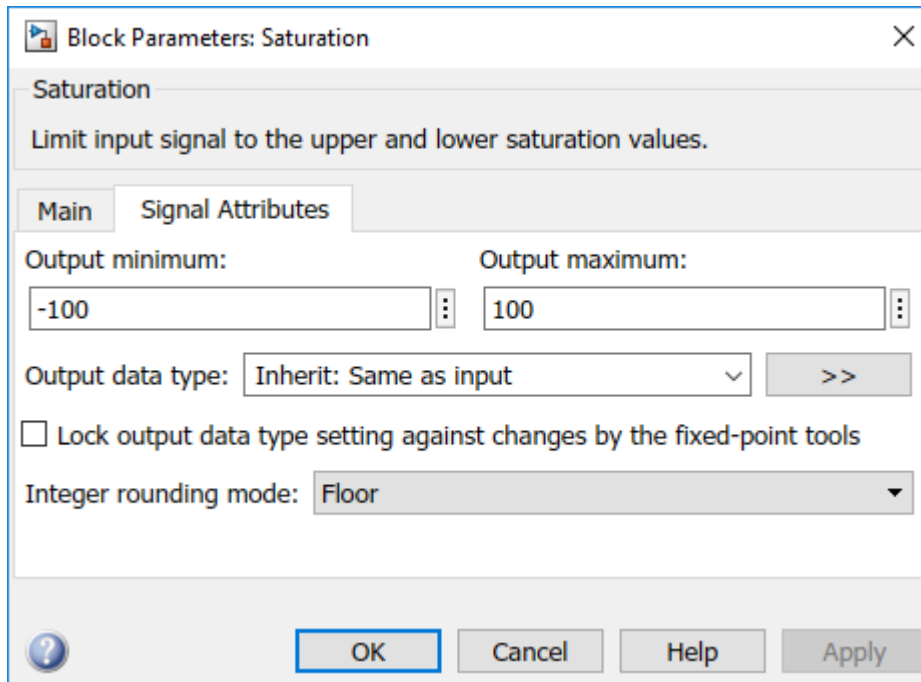 Block Parameters: Saturation
Saturation
Limit input signal to the upper and lower saturation values.
Main Signal Attributes
Output minimum: Output maximum:
-100 100
Output data type: Inherit: Same as input >>
Lock output data type setting against changes by the fixed-point tools
Integer rounding mode: Floor
? OK Cancel Help Apply